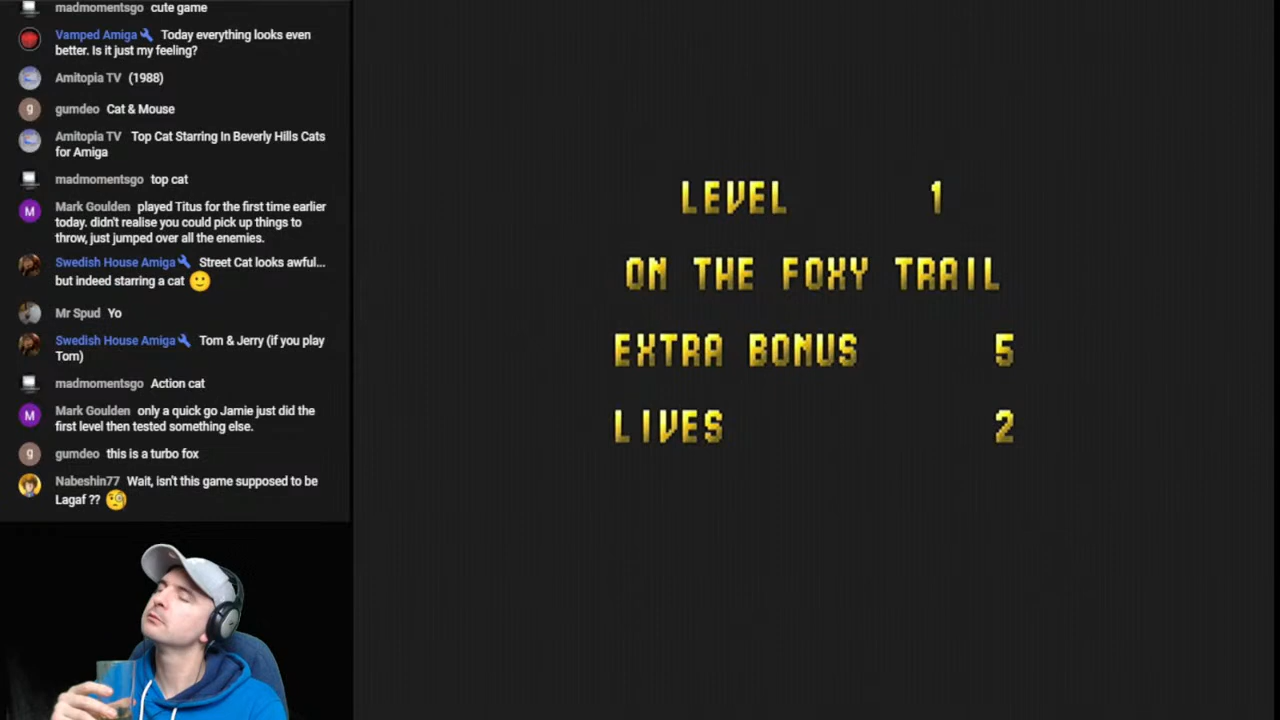 madmomentsgo cute game
Vamped Amiga Today everything looks even
better. Is it just my feeling?
Amitopia TV (1988)
g gumdeo Cat & Mouse
Amitopia TV Top Cat Starring In Beverly Hills Cats
for Amiga
madmomentsgo top cat
M Mark Goulden played Titus for the first time earlier
today. didn't realise you could pick up things to
throw, just jumped over all the enemies.
Swedish House Amiga Street Cat looks awful...
but indeed starring a cat 🙂
Mr Spud Yo
Swedish House Amiga Tom & Jerry (if you play
Tom)
madmomentsgo Action cat
M Mark Goulden only a quick go Jamie just did the
first level then tested something else.
g gumdeo this is a turbo fox
Nabeshin77 Wait, isn't this game supposed to be
Lagaf ?? 🧐
LEVEL 1
ON THE FOXY TRAIL
EXTRA BONUS 5
LIVES 2